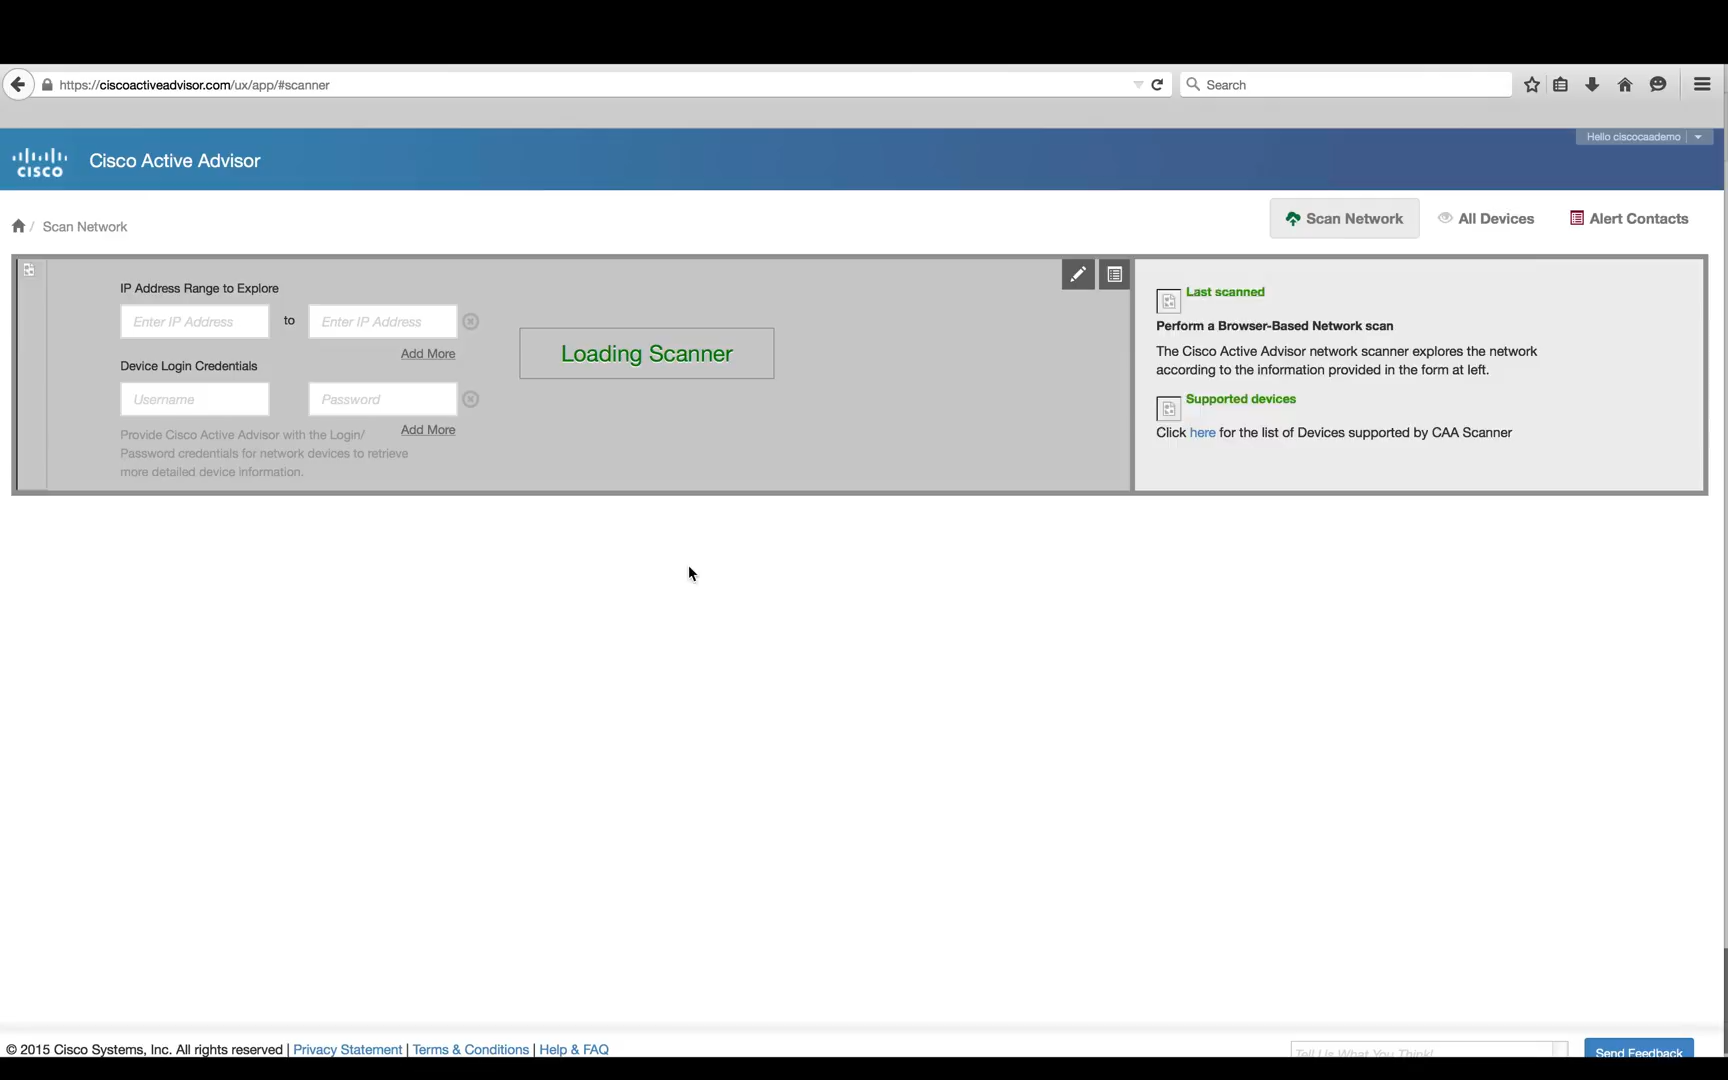 https://ciscoactiveadvisor.com/ux/app/#scanner
Search
Hello ciscocaademo
CISCO
Cisco Active Advisor
/ Scan Network
Scan Network
All Devices
Alert Contacts
IP Address Range to Explore
Enter IP Address to Enter IP Address
Add More
Device Login Credentials
Username Password
Add More
Provide Cisco Active Advisor with the Login/
Password credentials for network devices to retrieve
more detailed device information.
Loading Scanner
Last scanned
Perform a Browser-Based Network scan
The Cisco Active Advisor network scanner explores the network
according to the information provided in the form at left.
Supported devices
Click here for the list of Devices supported by CAA Scanner
© 2015 Cisco Systems, Inc. All rights reserved | Privacy Statement | Terms & Conditions | Help & FAQ
Tell Us What You Think!
Send Feedback